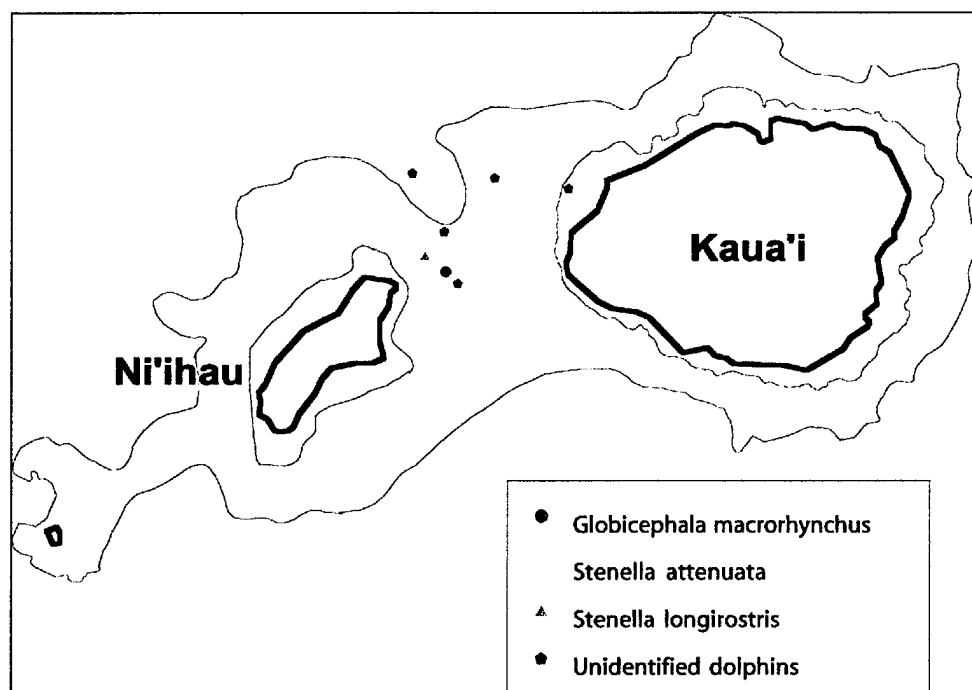 Kaua'i
Ni'ihau
Globicephala macrorhynchus
Stenella attenuata
Stenella longirostris
Unidentified dolphins